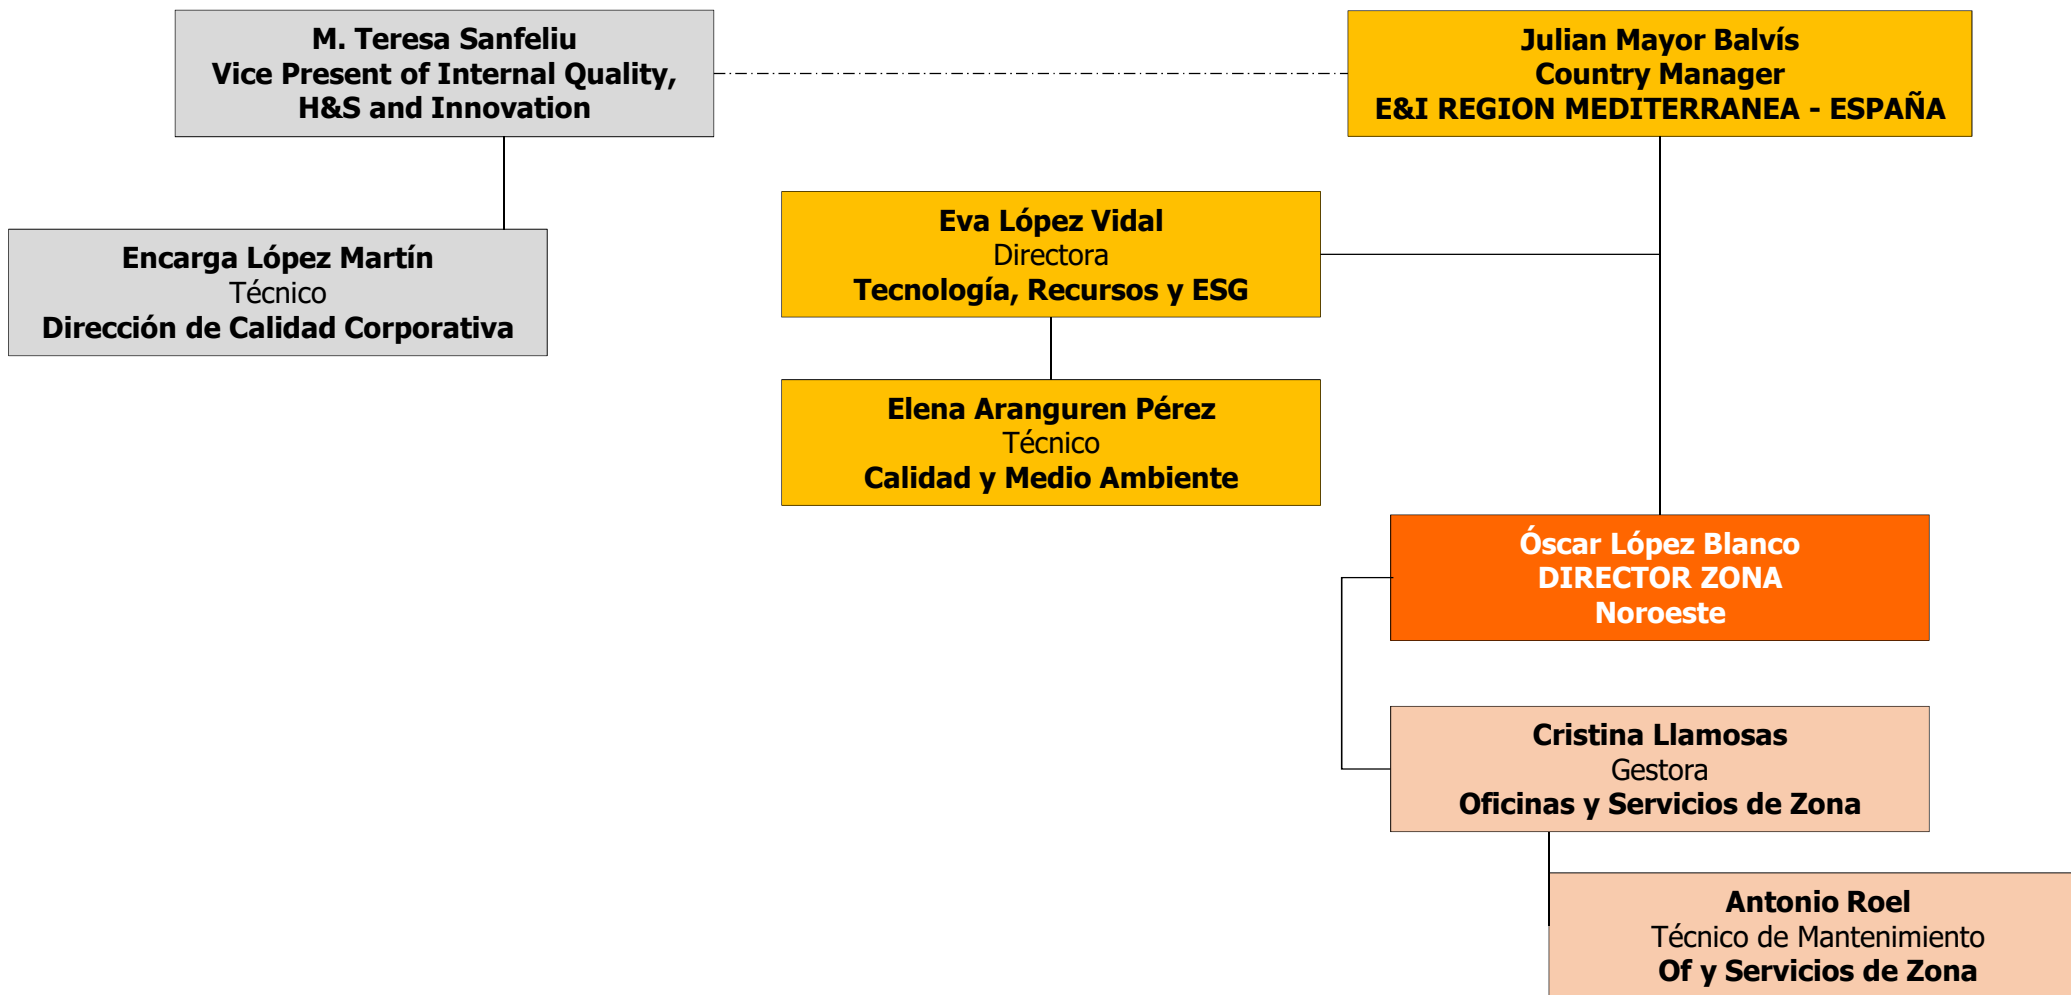 M. Teresa Sanfeliu
Vice Present of Internal Quality,
H&S and Innovation
Julian Mayor Balvís
Country Manager
E&I REGION MEDITERRANEA - ESPAÑA
Eva López Vidal
Directora
Tecnología, Recursos y ESG
Encarga López Martín
Técnico
Dirección de Calidad Corporativa
Elena Aranguren Pérez
Técnico
Calidad y Medio Ambiente
Óscar López Blanco
DIRECTOR ZONA
Noroeste
Cristina Llamosas
Gestora
Oficinas y Servicios de Zona
Antonio Roel
Técnico de Mantenimiento
Of y Servicios de Zona